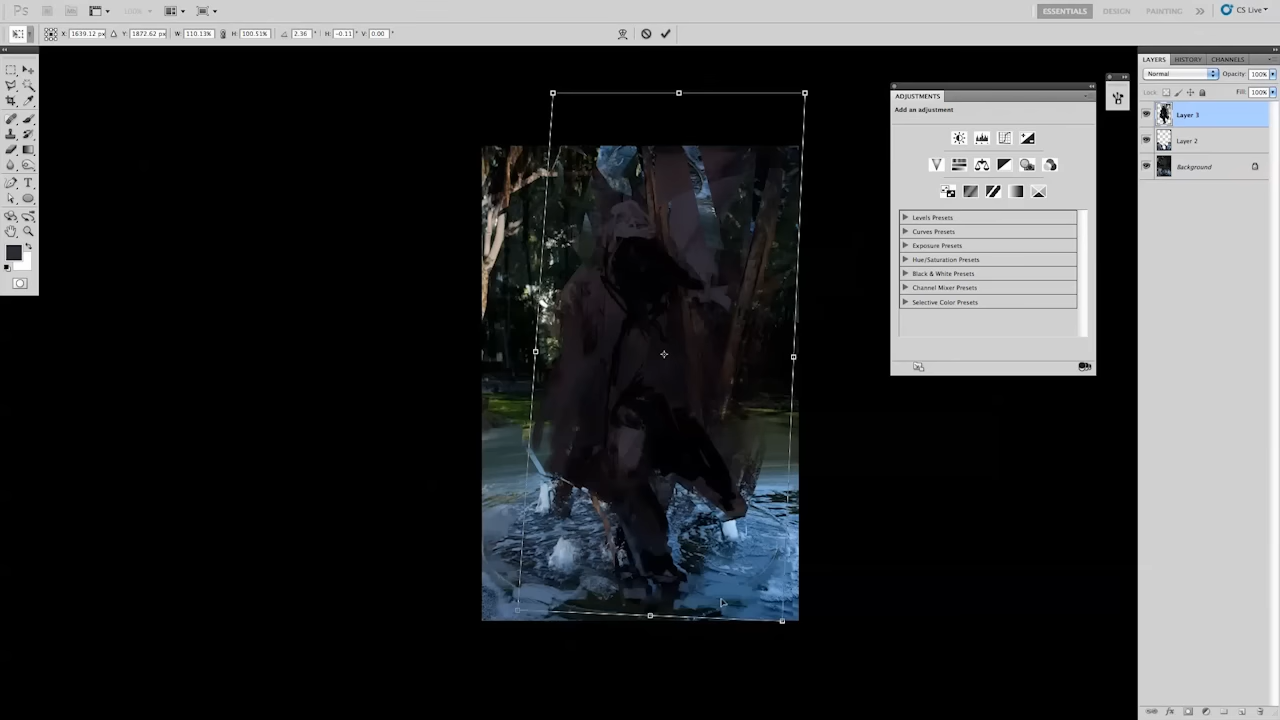 Ps
ESSENTIALS
DESIGN
PAINTING
CS Live
X: 1639.12 px
Y: 1872.62 px
W: 110.13%
H: 100.51%
2.36 °
H: -0.11 °
V: 0.00 °
LAYERS
HISTORY
CHANNELS
Normal
Opacity: 100%
Lock:
Fill: 100%
ADJUSTMENTS
Add an adjustment
Layer 3
Layer 2
Background
Levels Presets
Curves Presets
Exposure Presets
Hue/Saturation Presets
Black & White Presets
Channel Mixer Presets
Selective Color Presets